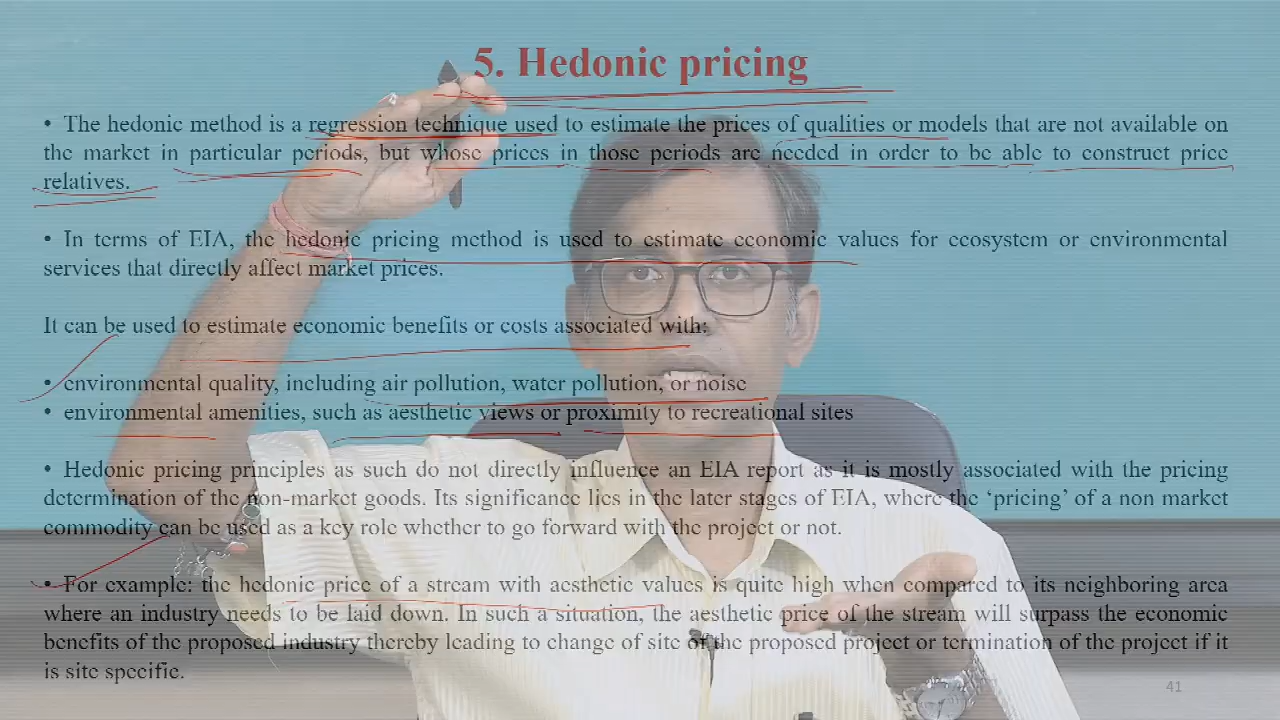 5. Hedonic pricing
• The hedonic method is a regression technique used to estimate the prices of qualities or models that are not available on
the market in particular periods, but whose prices in those periods are needed in order to be able to construct price
relatives.
• In terms of EIA, the hedonic pricing method is used to estimate economic values for ecosystem or environmental
services that directly affect market prices.
It can be used to estimate economic benefits or costs associated with:
• environmental quality, including air pollution, water pollution, or noise
• environmental amenities, such as aesthetic views or proximity to recreational sites
• Hedonic pricing principles as such do not directly influence an EIA report as it is mostly associated with the pricing
determination of the non-market goods. Its significance lies in the later stages of EIA, where the ‘pricing’ of a non market
commodity can be used as a key role whether to go forward with the project or not.
• For example: the hedonic price of a stream with aesthetic values is quite high when compared to its neighboring area
where an industry needs to be laid down. In such a situation, the aesthetic price of the stream will surpass the economic
benefits of the proposed industry thereby leading to change of site of the proposed project or termination of the project if it
is site specific.
41